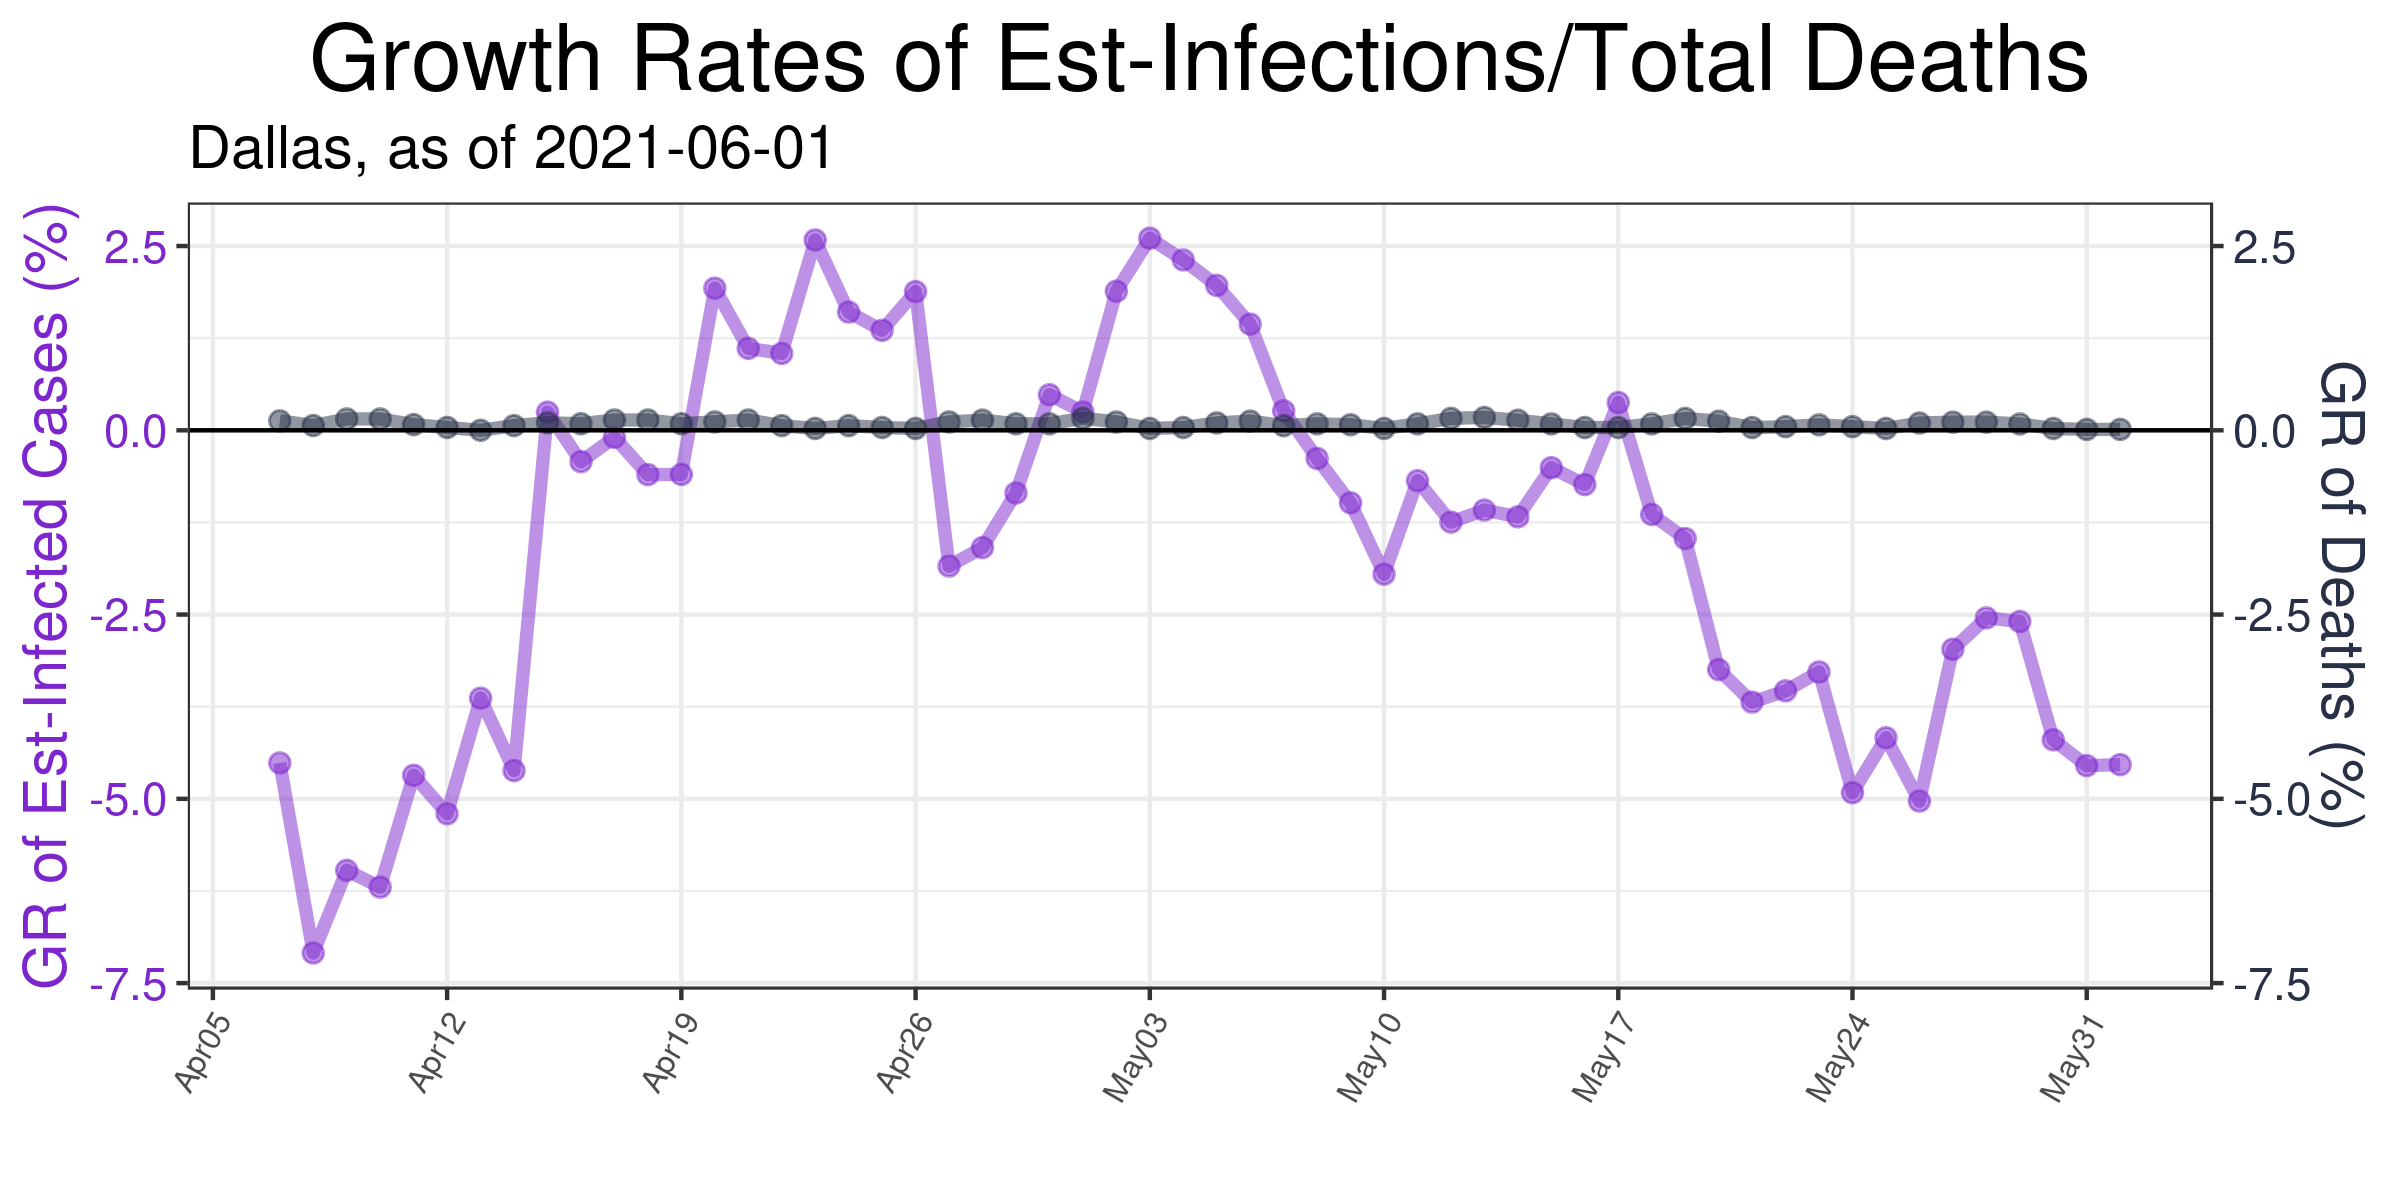 Growth Rates of Est-Infections/Total Deaths
Dallas, as of 2021-06-01
GR of Est-Infected Cases (%)
2.5
0.0
-2.5
-5.0
-7.5
2.5
0.0
-2.5
-5.0
-7.5
GR of Deaths (%)
Apr05
Apr12
Apr19
Apr26
May03
May10
May17
May24
May31